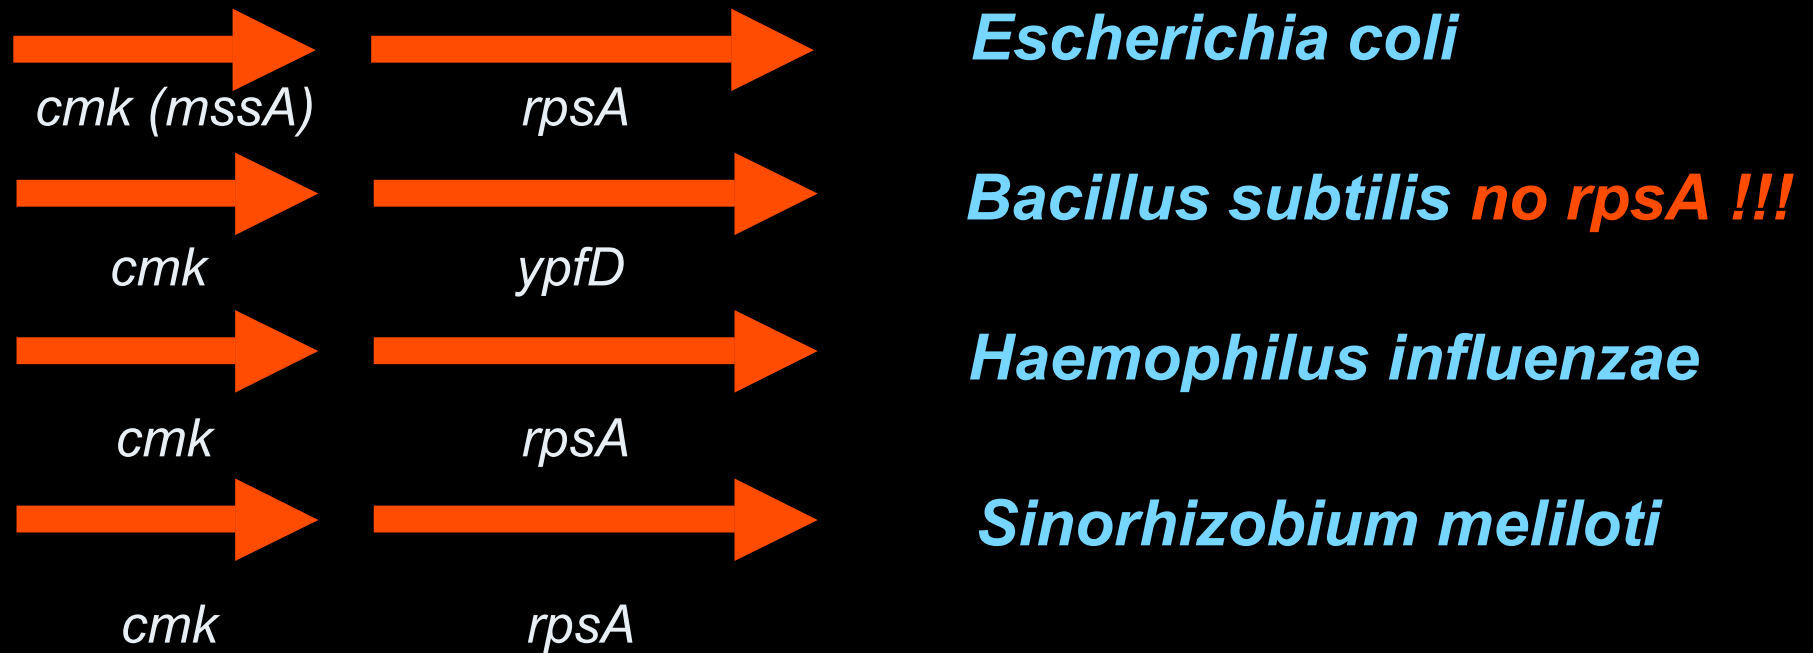 Escherichia coli
cmk (mssA) rpsA
Bacillus subtilis no rpsA !!!
cmk ypfD
Haemophilus influenzae
cmk rpsA
Sinorhizobium meliloti
cmk rpsA